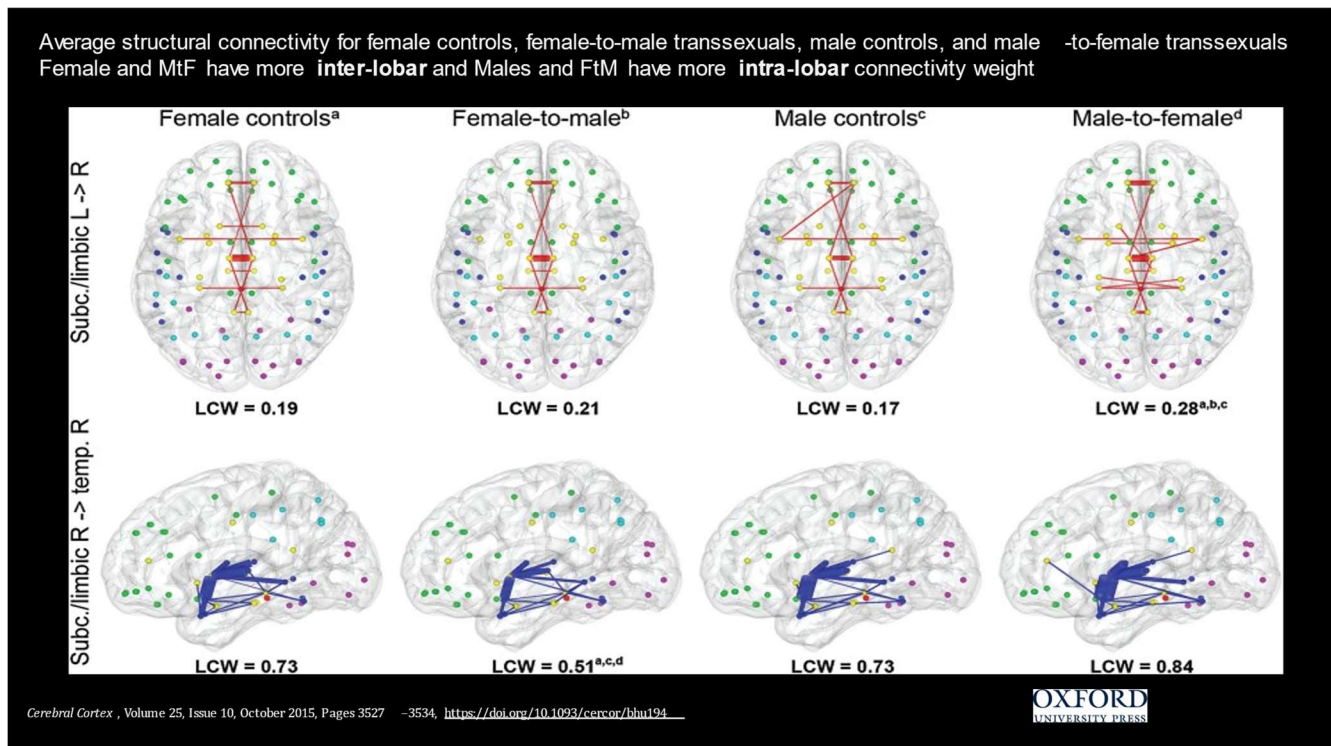 Average structural connectivity for female controls, female-to-male transsexuals, male controls, and male -to-female transsexuals
Female and MtF have more inter-lobar and Males and FtM have more intra-lobar connectivity weight
Female controlsᵃ Female-to-maleᵇ Male controlsᶜ Male-to-femaleᵈ
Subc./limbic L -> R
LCW = 0.19 LCW = 0.21 LCW = 0.17 LCW = 0.28ᵃ,ᵇ,ᶜ
Subc./limbic R -> temp. R
LCW = 0.73 LCW = 0.51ᵃ,ᶜ,ᵈ LCW = 0.73 LCW = 0.84
Cerebral Cortex , Volume 25, Issue 10, October 2015, Pages 3527 –3534, https://doi.org/10.1093/cercor/bhu194
OXFORD
UNIVERSITY PRESS